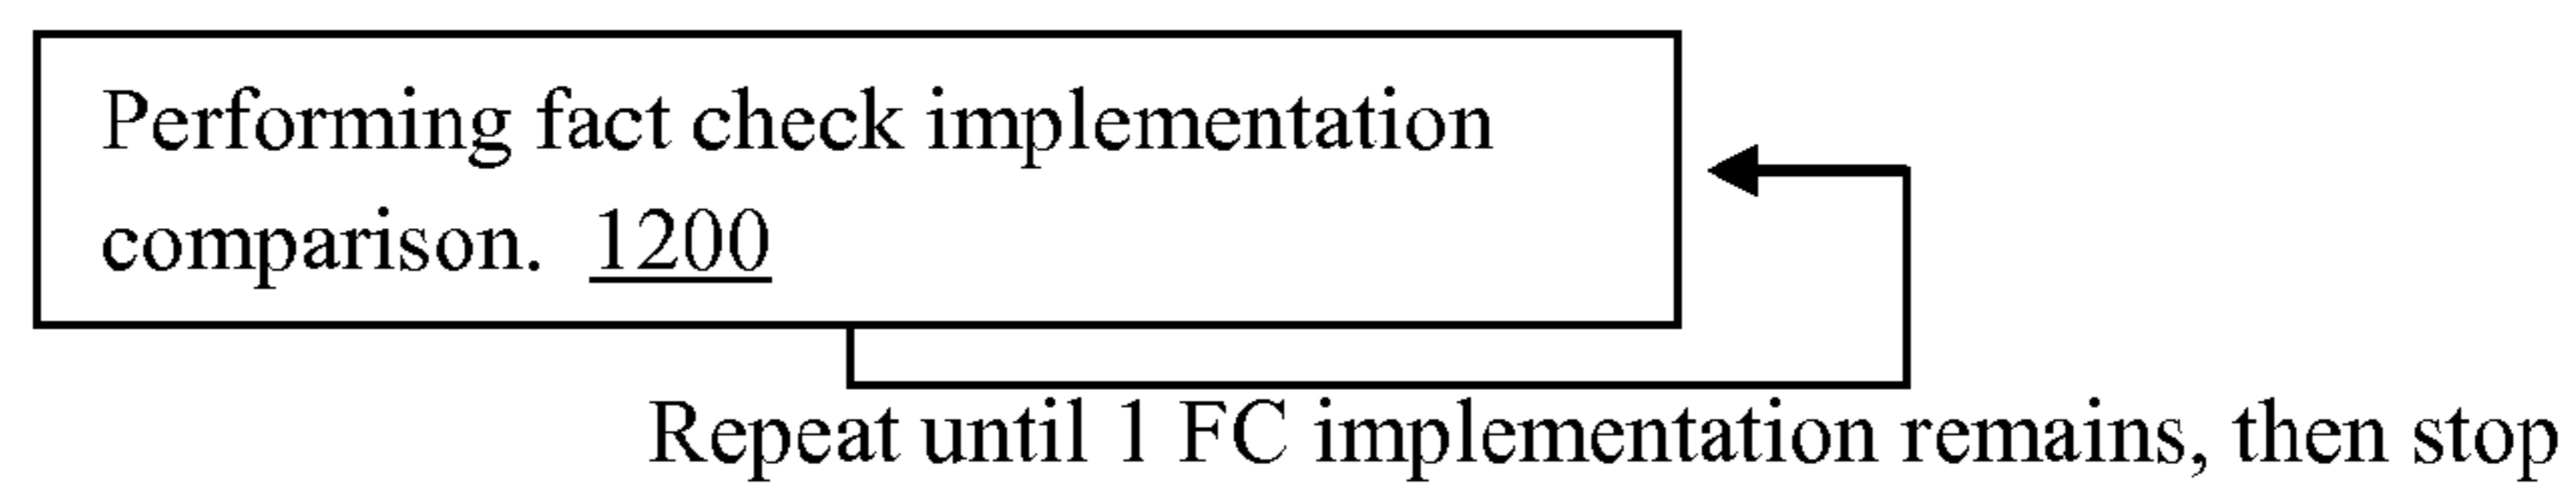 Performing fact check implementation
comparison. 1200
Repeat until 1 FC implementation remains, then stop